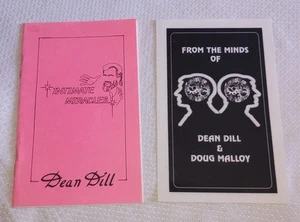 INTIMATE
MIRACLES
Dean Dill
FROM THE MINDS
OF
DEAN DILL
&
DOUG MALLOY